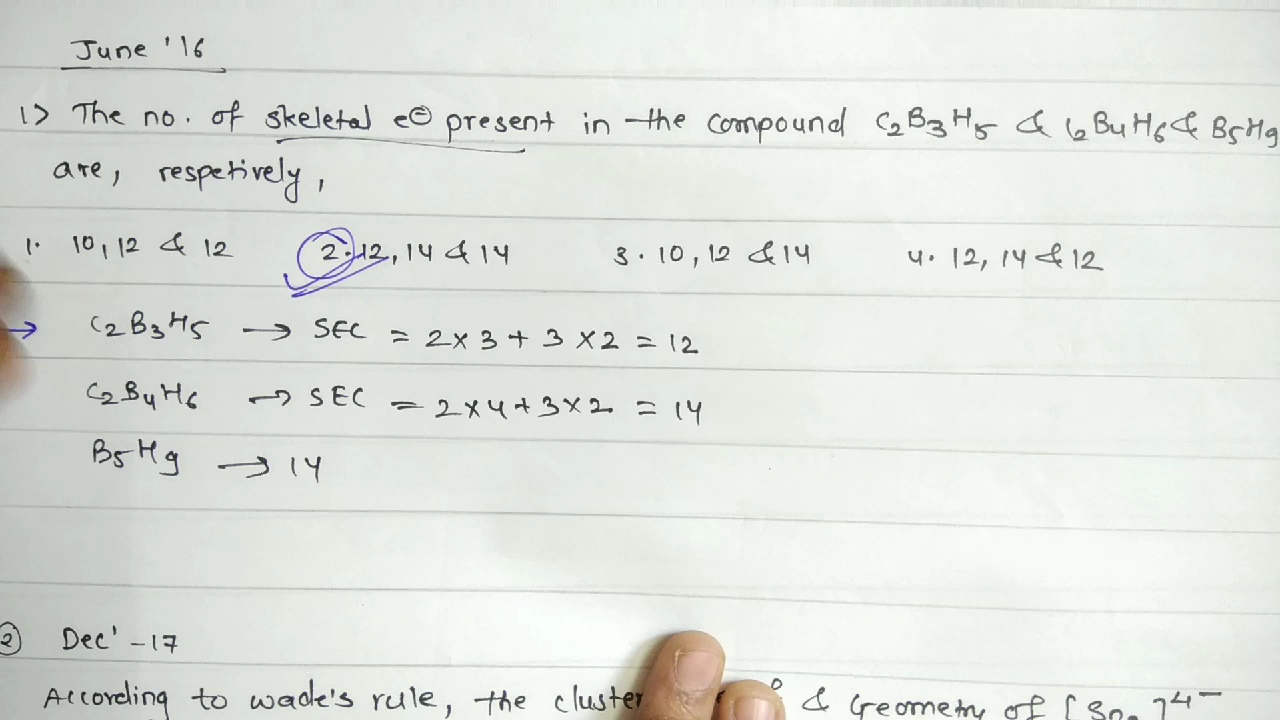 June '16
1) The no. of skeletal e⊖ present in the compound C2B3H5 & C2B4H6 & B5H9
are, respetively,
1. 10,12 & 12 2. 12, 14 & 14 3. 10, 12 & 14 4. 12, 14 & 12
→ C2B3H5 → SEC = 2×3 + 3×2 = 12
C2B4H6 → SEC = 2×4+3×2 = 14
B5H9 → 14
② Dec' -17
According to wade's rule, the cluster & Geometry of